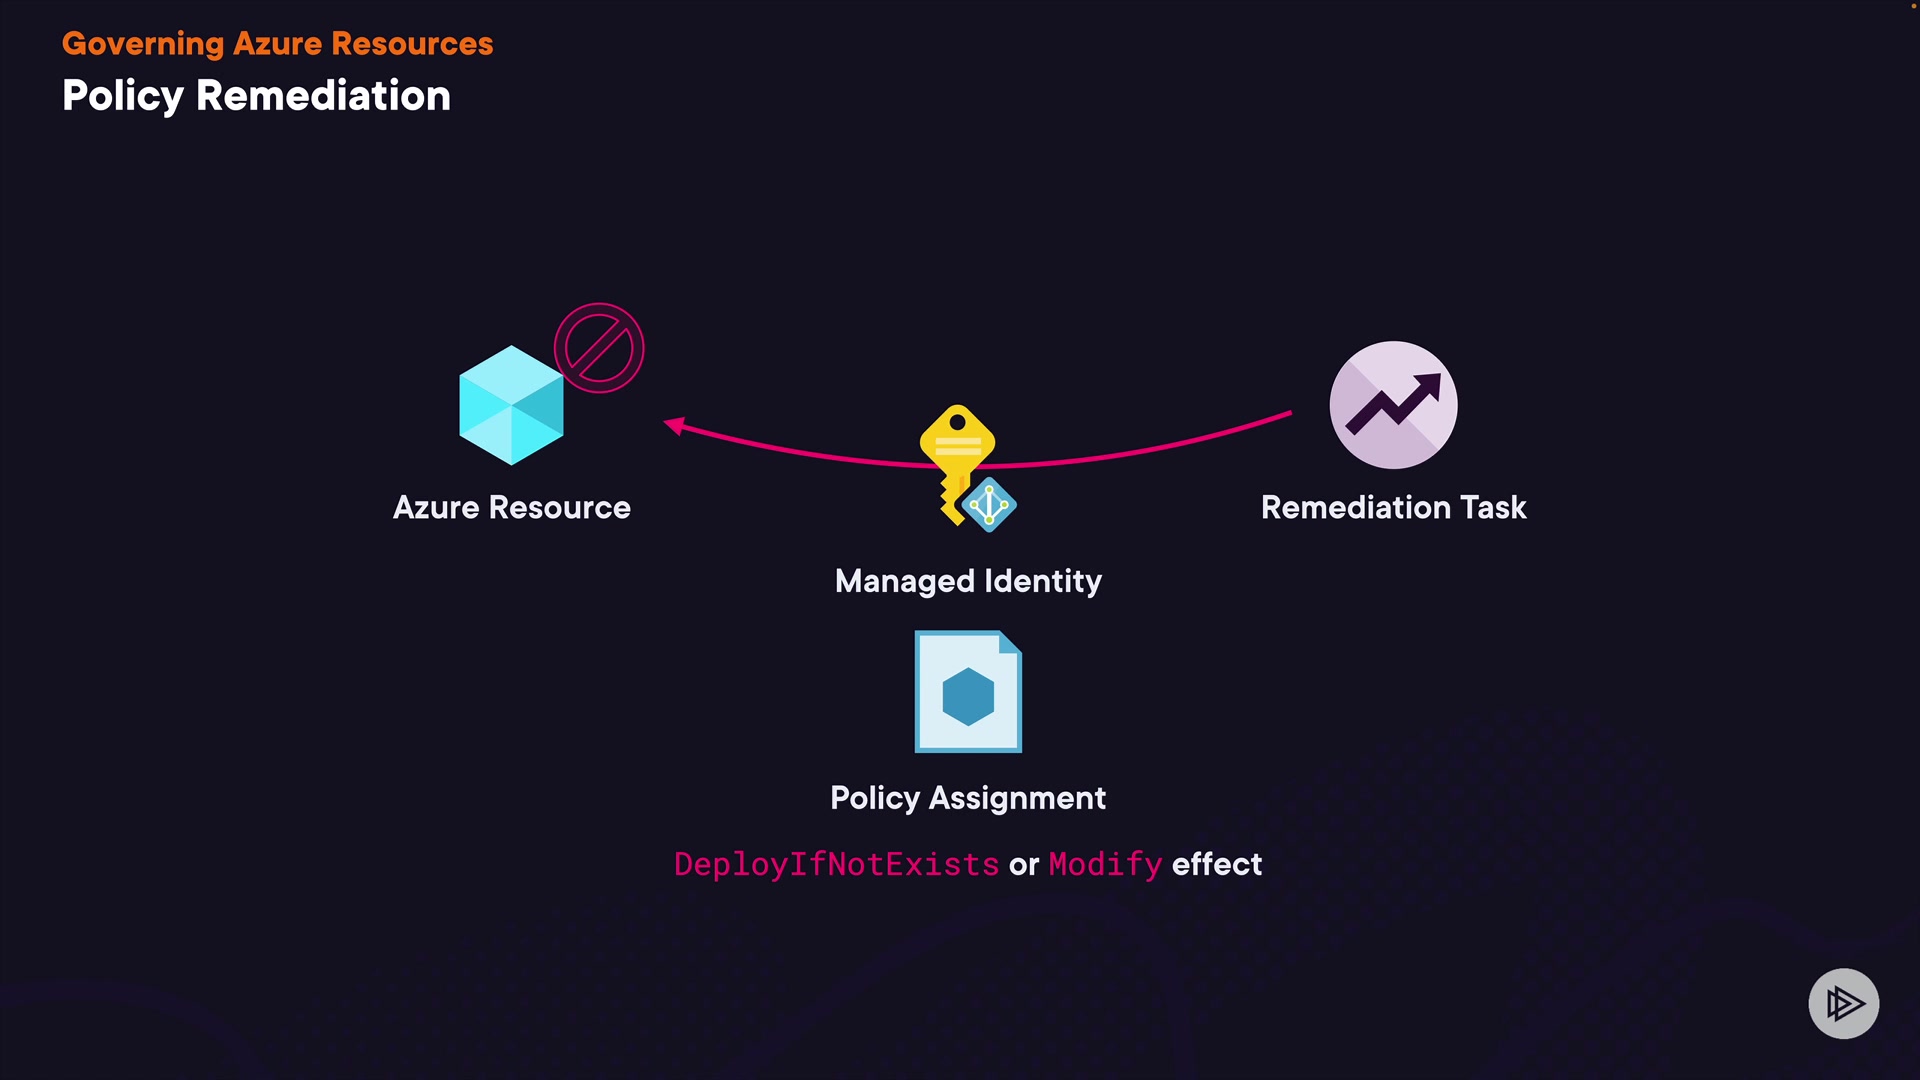 Governing Azure Resources
Policy Remediation
Azure Resource
Remediation Task
Managed Identity
Policy Assignment
DeployIfNotExists or Modify effect